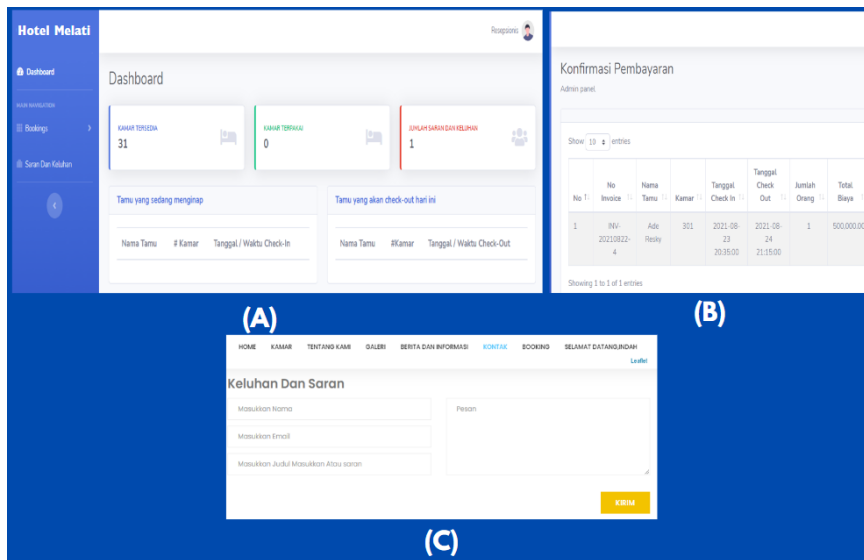 Hotel Melati
Resepsionis
Dashboard
MAIN NAVIGATION
Bookings
Saran Dan Keluhan
Dashboard
KAMAR TERSEDIA
31
KAMAR TERPAKAI
0
JUMLAH SARAN DAN KELUHAN
1
Tamu yang sedang menginap
Nama Tamu # Kamar Tanggal / Waktu Check-In
Tamu yang akan check-out hari ini
Nama Tamu #Kamar Tanggal / Waktu Check-Out
(A)
Konfirmasi Pembayaran
Admin panel.
Show 10 entries
No
No Invoice
Nama Tamu
Kamar
Tanggal Check In
Tanggal Check Out
Jumlah Orang
Total Biaya
1
INV-20210822-4
Ade Resky
301
2021-08-23 20:35:00
2021-08-24 21:15:00
1
500,000.00
Showing 1 to 1 of 1 entries
(B)
HOME KAMAR TENTANG KAMI GALERI BERITA DAN INFORMASI KONTAK BOOKING SELAMAT DATANG,INDAH
Leaflet
Keluhan Dan Saran
Masukkan Nama
Masukkan Email
Masukkan Judul Masukkan Atau saran
Pesan
KIRIM
(C)